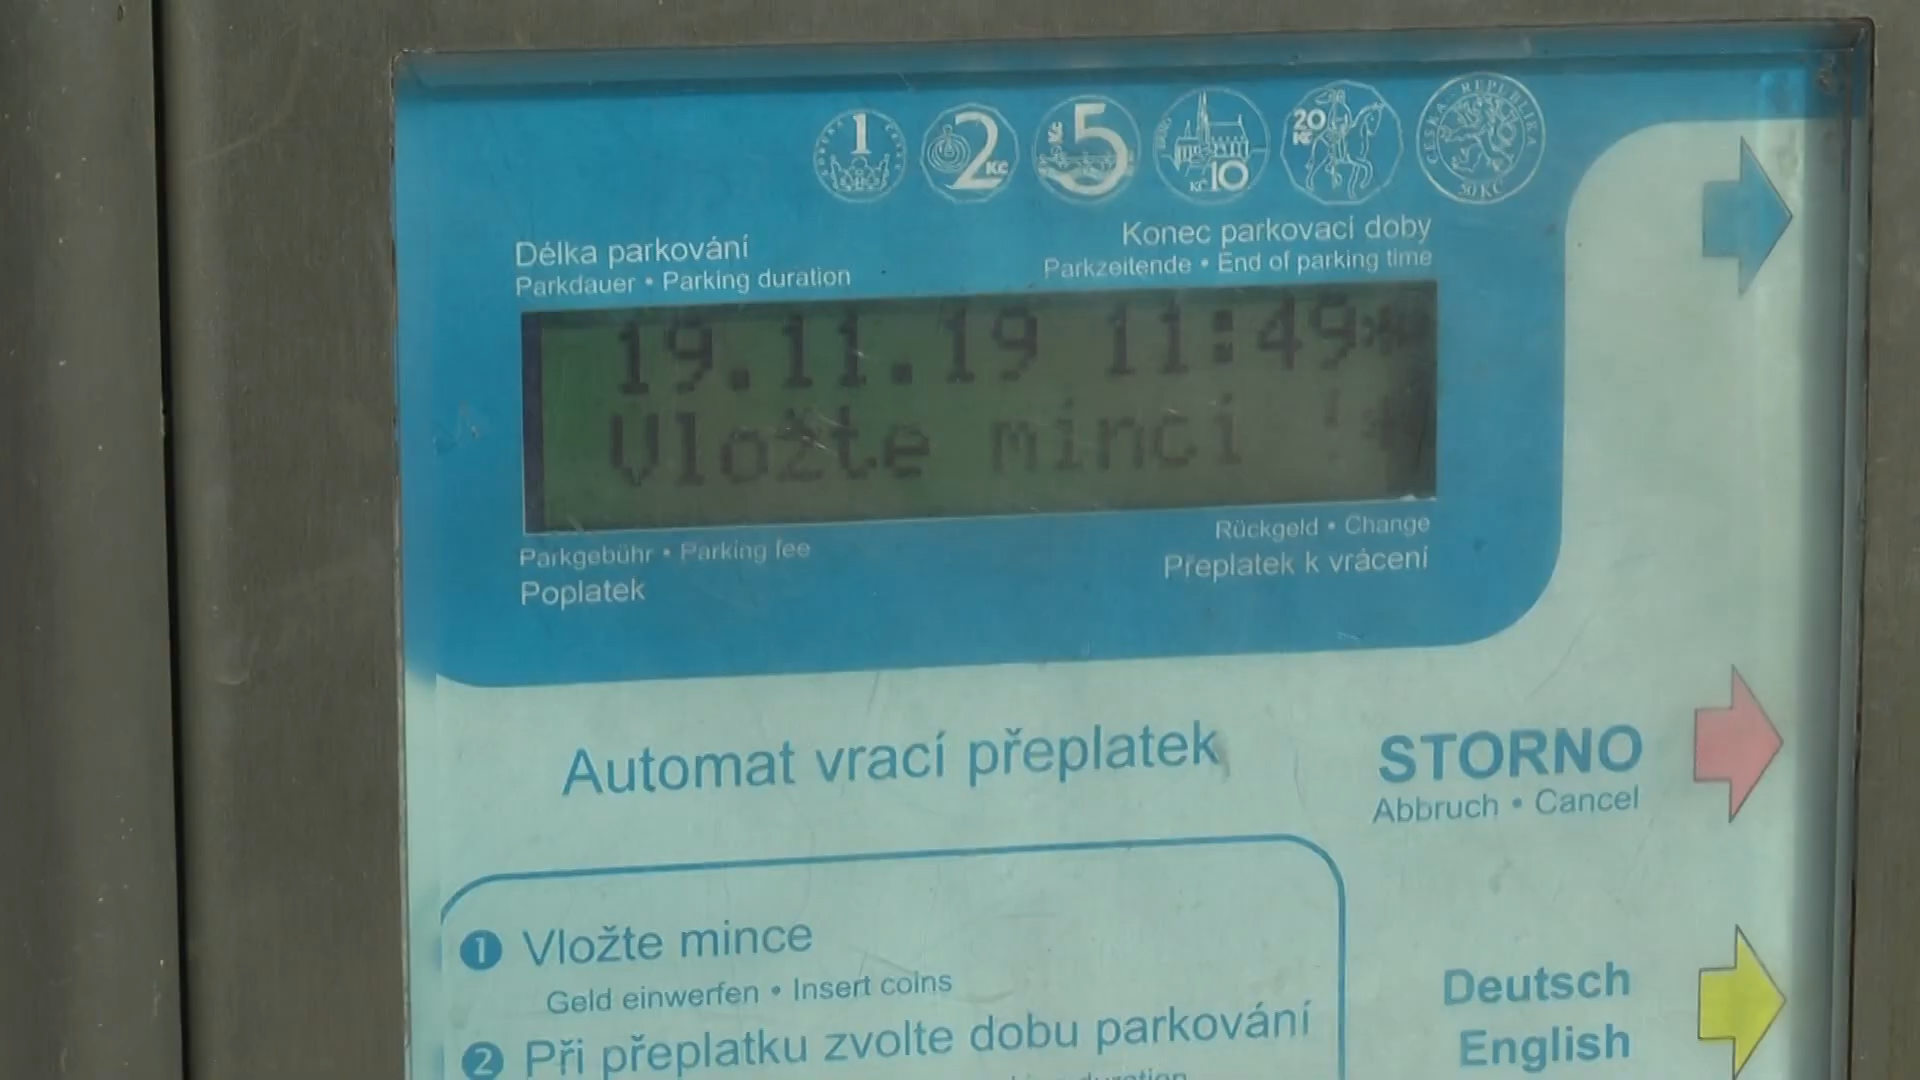 1 2 Kč Kč 5 Kč 10 20 Kč ČESKÁ REPUBLIKA 50 Kč
Délka parkování
Parkdauer • Parking duration
Konec parkovací doby
Parkzeitende • End of parking time
19.11.19 11:49
Vložte minci
Parkgebühr • Parking fee
Poplatek
Rückgeld • Change
Přeplatek k vrácení
Automat vrací přeplatek
STORNO
Abbruch • Cancel
1 Vložte mince
Geld einwerfen • Insert coins
2 Při přeplatku zvolte dobu parkování
Deutsch
English